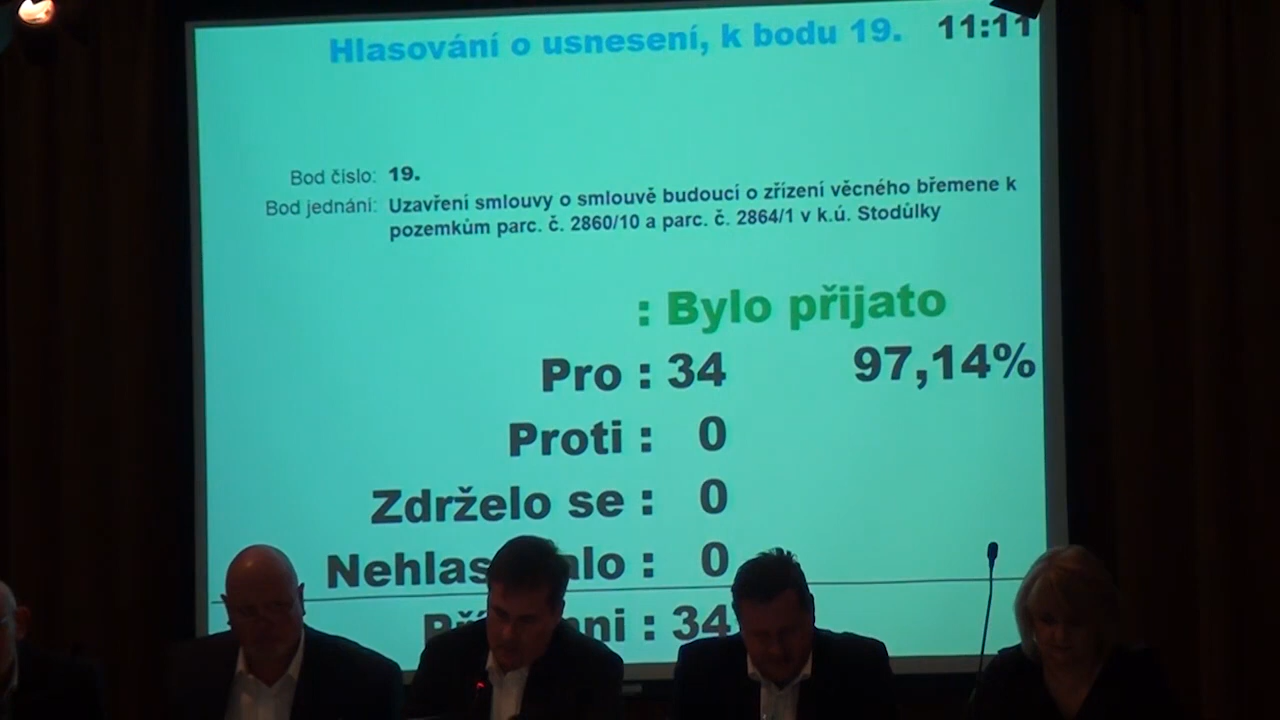 Hlasování o usnesení, k bodu 19. 11:11
Bod číslo: 19.
Bod jednání: Uzavření smlouvy o smlouvě budoucí o zřízení věcného břemene k
pozemkům parc. č. 2860/10 a parc. č. 2864/1 v k.ú. Stodůlky
: Bylo přijato
Pro : 34 97,14%
Proti : 0
Zdrželo se : 0
: 0
: 34